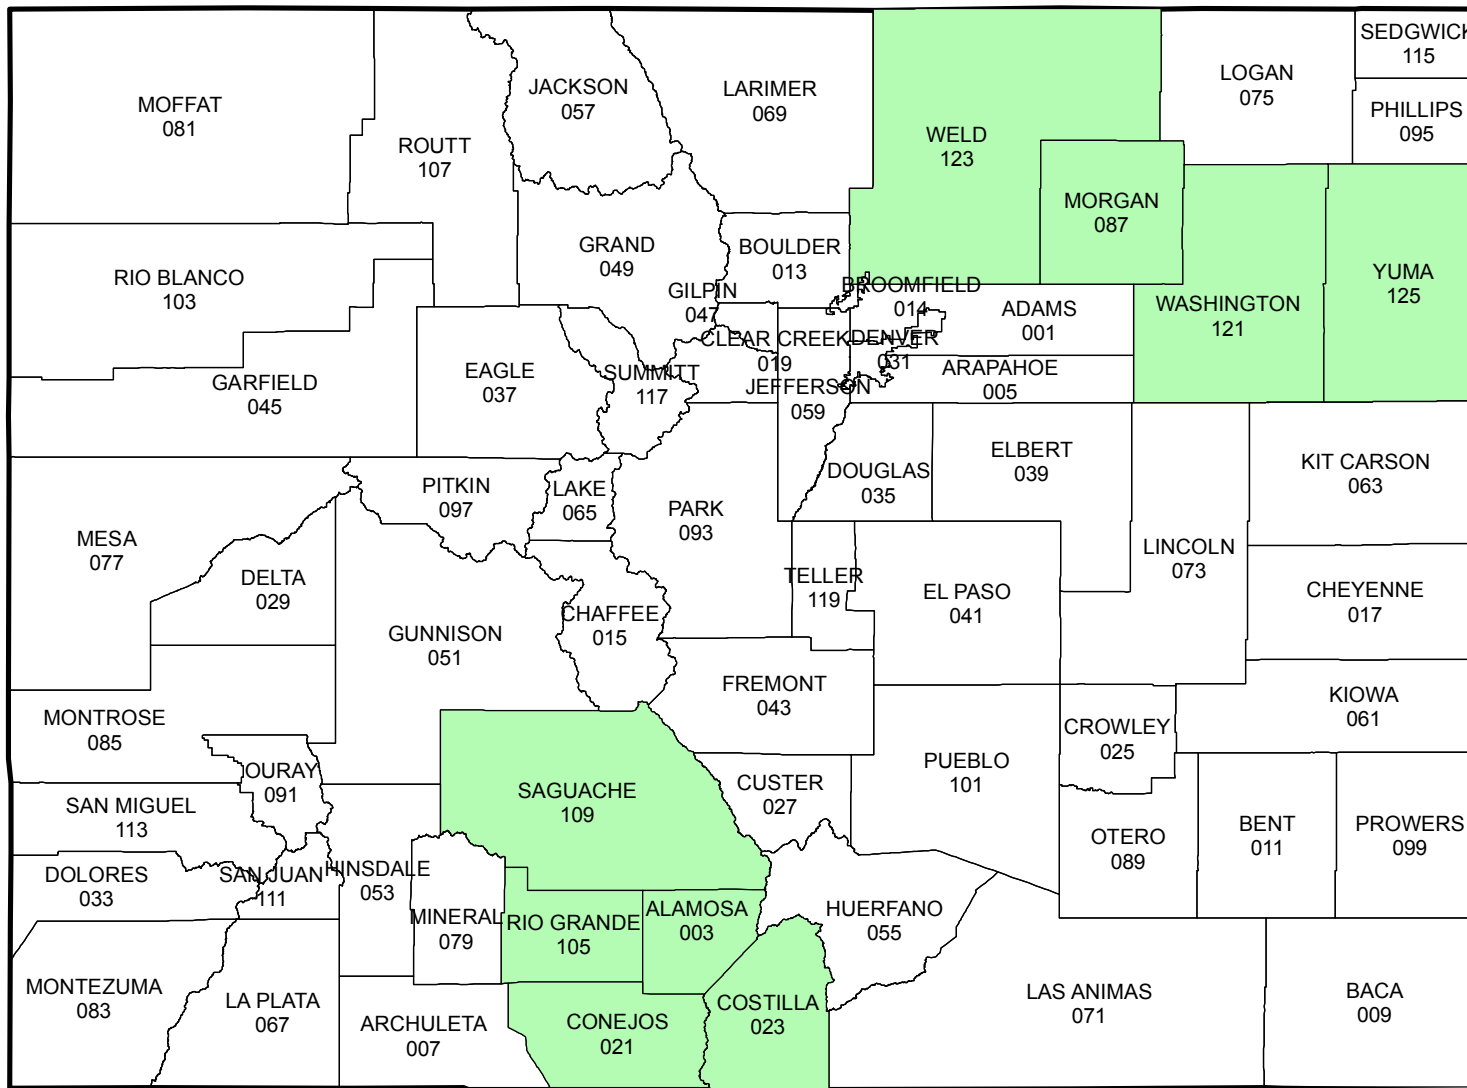 MOFFAT
081
ROUTT
107
JACKSON
057
LARIMER
069
WELD
123
LOGAN
075
SEDGWICK
115
PHILLIPS
095
MORGAN
087
RIO BLANCO
103
GRAND
049
BOULDER
013
GILPIN
047
BROOMFIELD
014
ADAMS
001
WASHINGTON
121
YUMA
125
GARFIELD
045
EAGLE
037
SUMMITT
117
CLEAR CREEK
019
DENVER
031
JEFFERSON
059
ARAPAHOE
005
MESA
077
PITKIN
097
LAKE
065
PARK
093
DOUGLAS
035
ELBERT
039
KIT CARSON
063
DELTA
029
GUNNISON
051
CHAFFEE
015
TELLER
119
EL PASO
041
LINCOLN
073
CHEYENNE
017
MONTROSE
085
OURAY
091
FREMONT
043
CROWLEY
025
KIOWA
061
SAN MIGUEL
113
SAGUACHE
109
CUSTER
027
PUEBLO
101
OTERO
089
BENT
011
PROWERS
099
DOLORES
033
SAN JUAN
111
HINSDALE
053
MINERAL
079
RIO GRANDE
105
ALAMOSA
003
HUERFANO
055
MONTEZUMA
083
LA PLATA
067
ARCHULETA
007
CONEJOS
021
COSTILLA
023
LAS ANIMAS
071
BACA
009